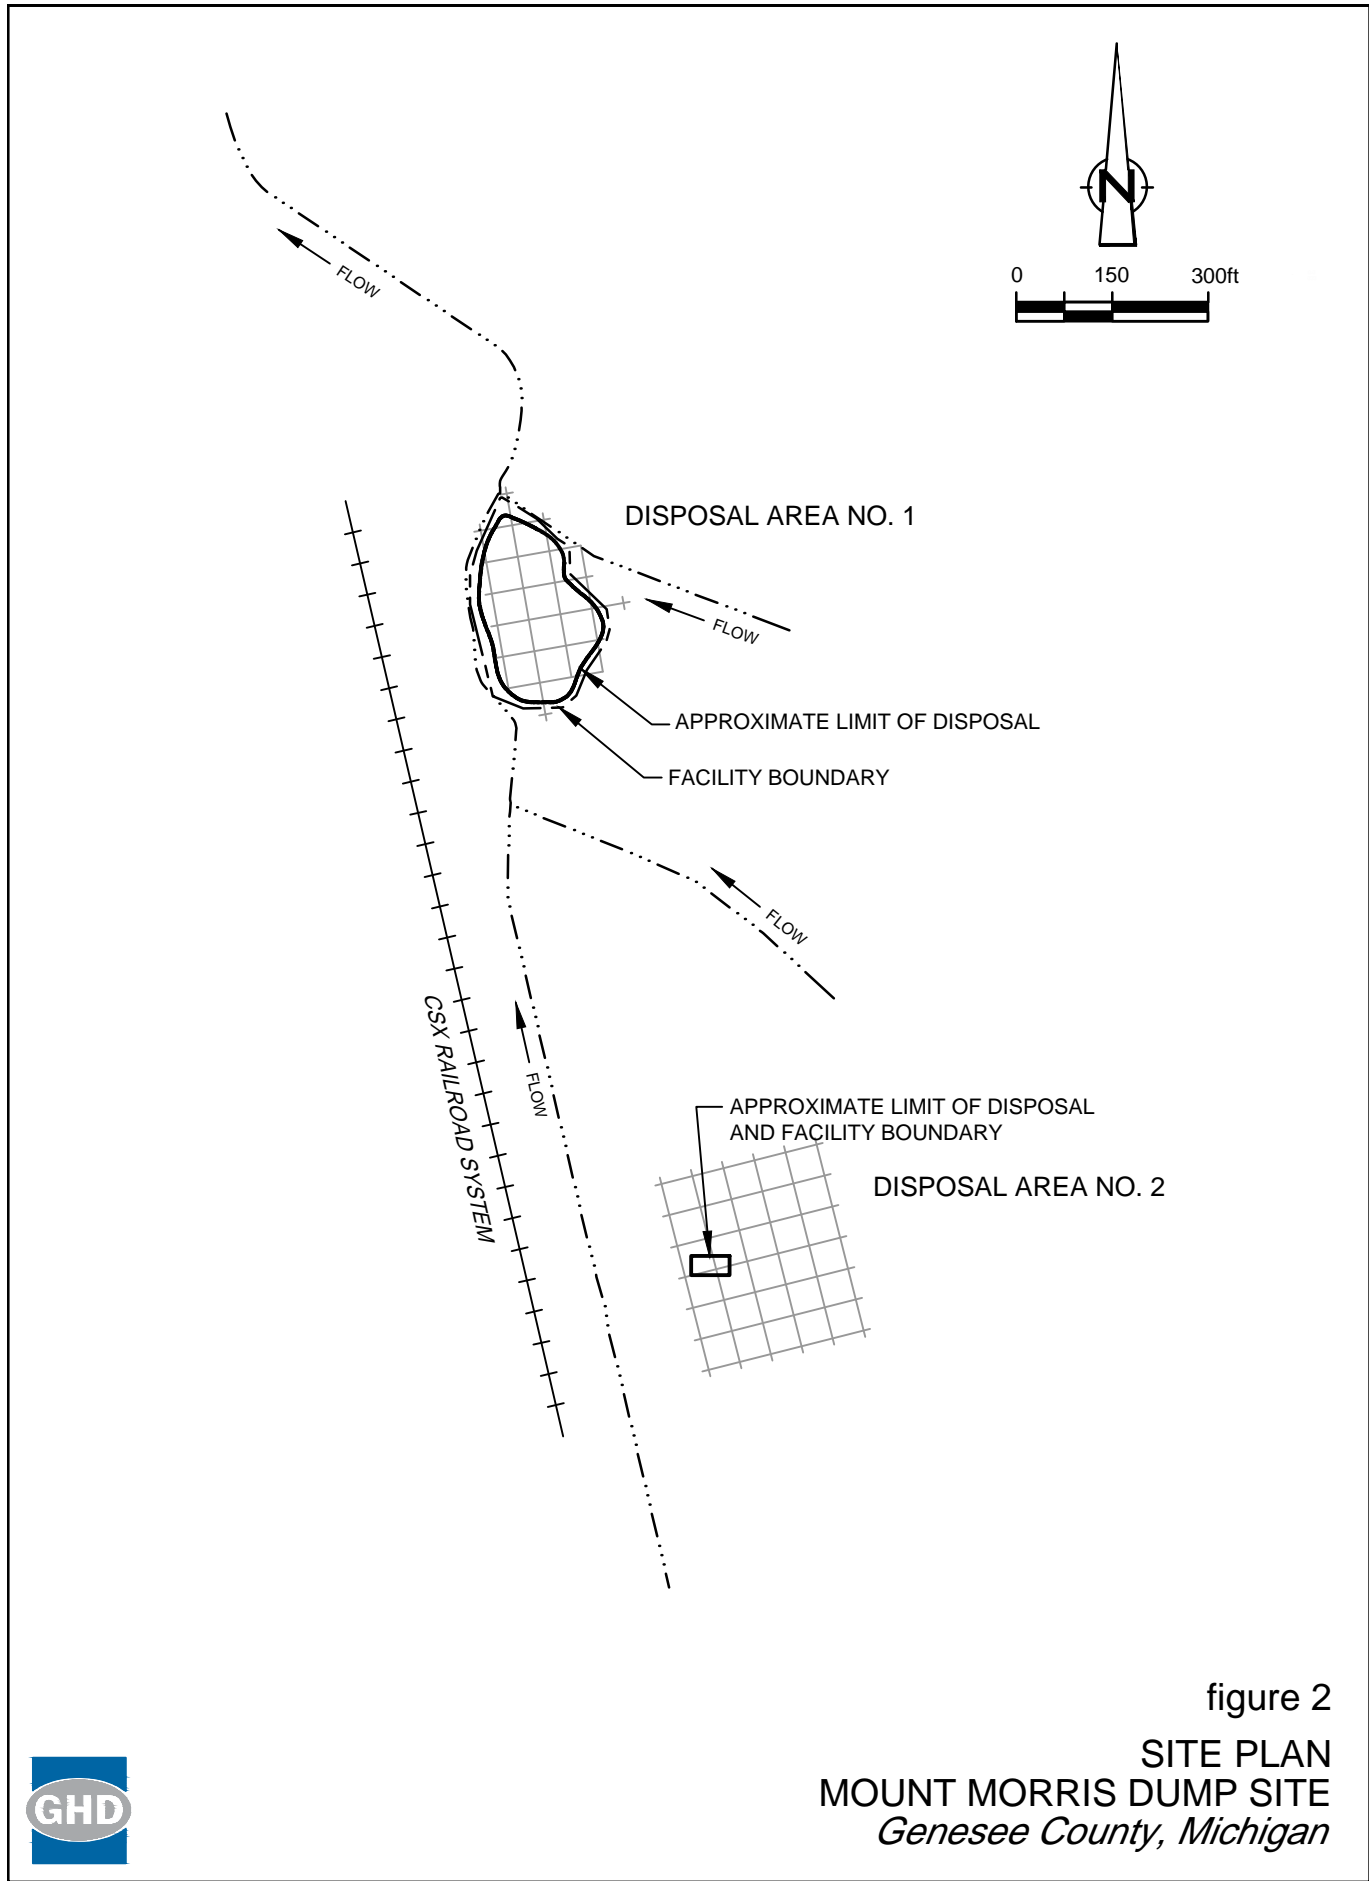 N
0 150 300ft
FLOW
DISPOSAL AREA NO. 1
FLOW
APPROXIMATE LIMIT OF DISPOSAL
FACILITY BOUNDARY
FLOW
CSX RAILROAD SYSTEM
FLOW
APPROXIMATE LIMIT OF DISPOSAL
AND FACILITY BOUNDARY
DISPOSAL AREA NO. 2
figure 2
SITE PLAN
MOUNT MORRIS DUMP SITE
Genesee County, Michigan
GHD